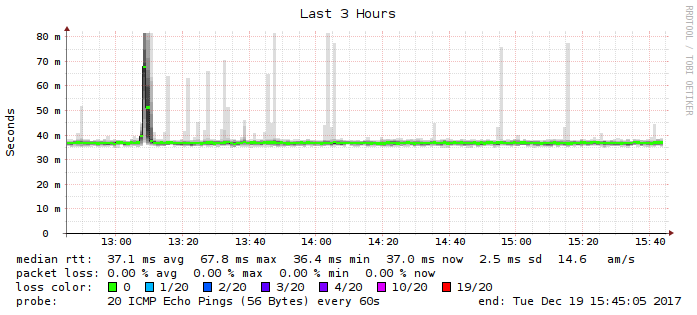 Last 3 Hours
RRDTOOL / TOBI OETIKER
Seconds
80 m
70 m
60 m
50 m
40 m
30 m
20 m
10 m
0
13:00 13:20 13:40 14:00 14:20 14:40 15:00 15:20 15:40
median rtt: 37.1 ms avg 67.8 ms max 36.4 ms min 37.0 ms now 2.5 ms sd 14.6 am/s
packet loss: 0.00 % avg 0.00 % max 0.00 % min 0.00 % now
loss color: 0 1/20 2/20 3/20 4/20 10/20 19/20
probe: 20 ICMP Echo Pings (56 Bytes) every 60s end: Tue Dec 19 15:45:05 2017